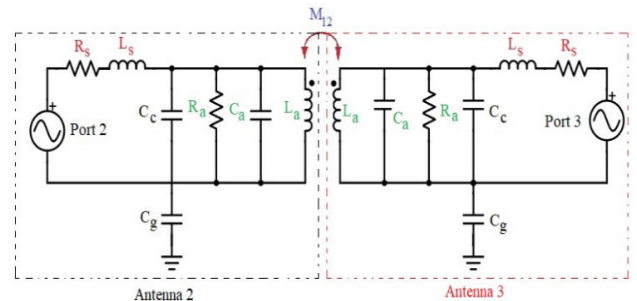 M12
Rs Ls Ls Rs
Port 2 Cc Ra Ca La La Ca Ra Cc Port 3
Cg Cg
Antenna 2 Antenna 3